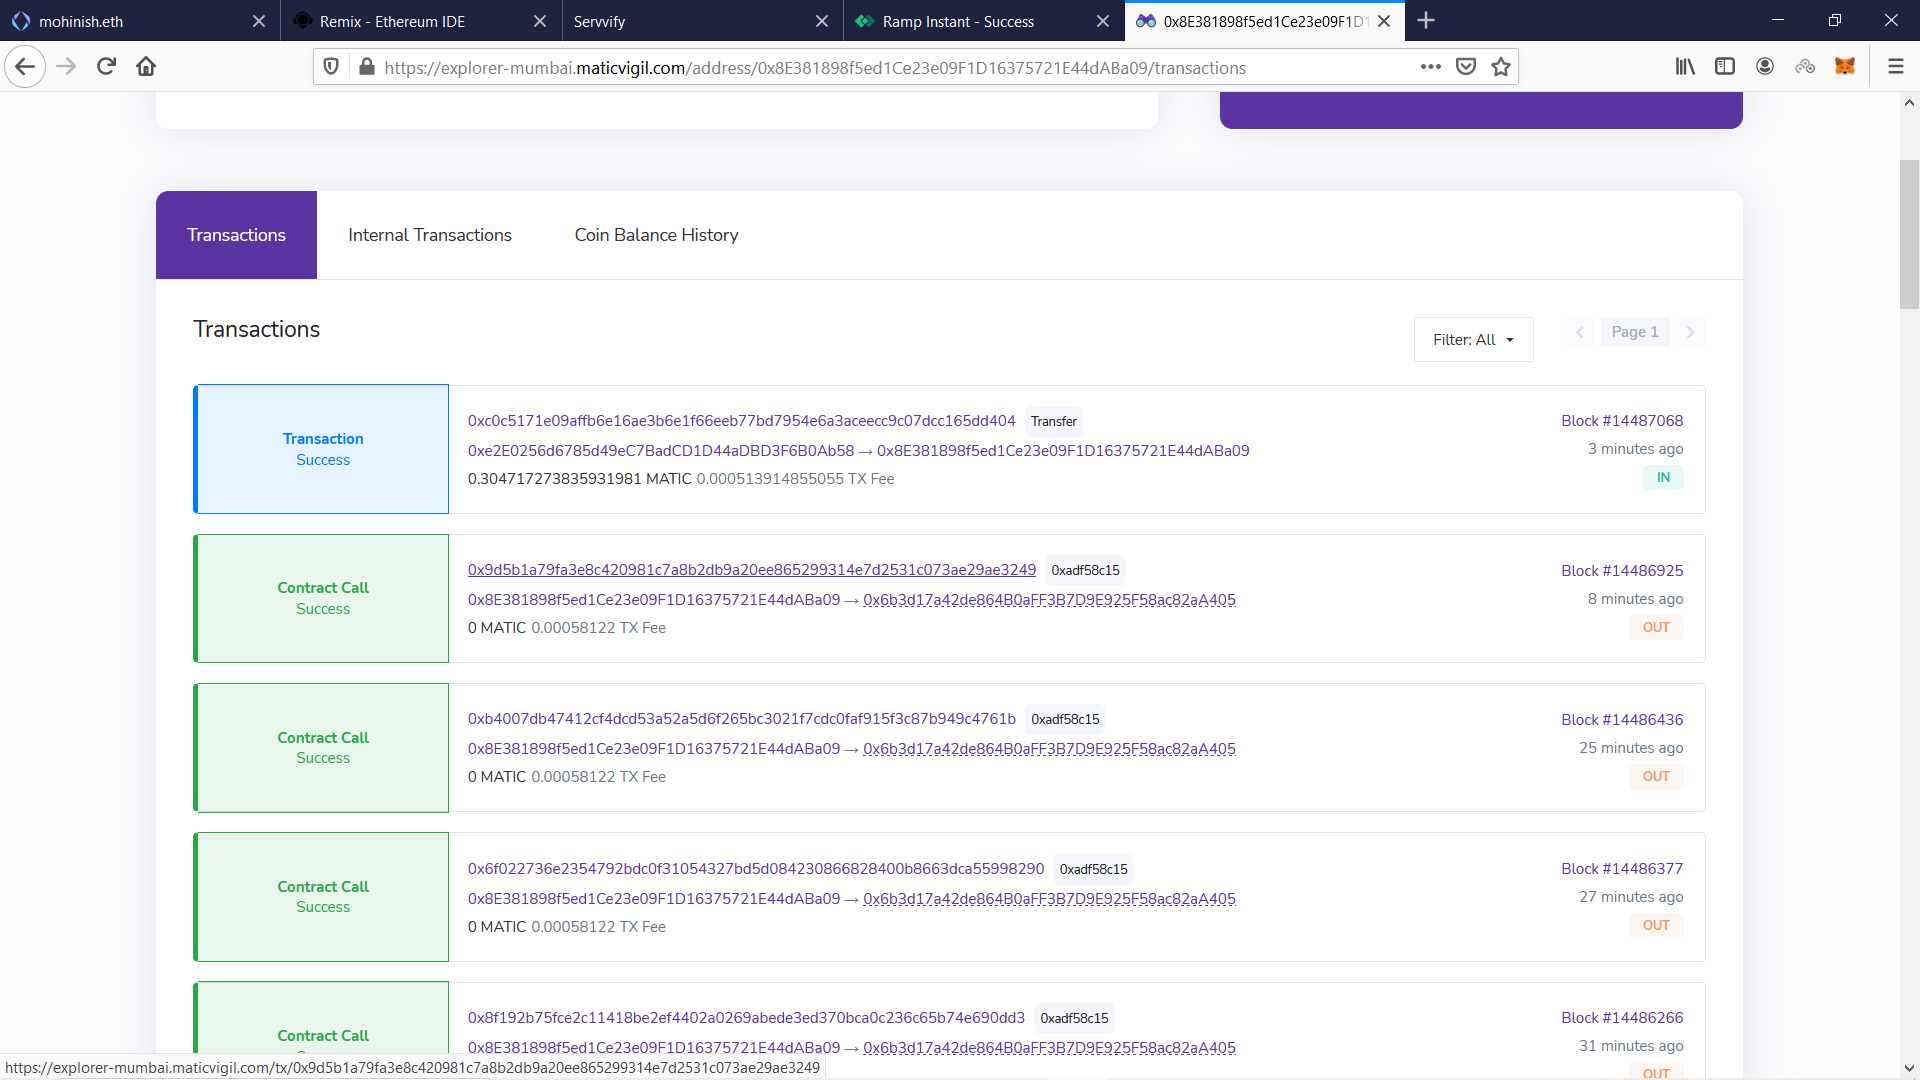 mohinish.eth
Remix - Ethereum IDE
Servvify
Ramp Instant - Success
0x8E381898f5ed1Ce23e09F1D1
https://explorer-mumbai.maticvigil.com/address/0x8E381898f5ed1Ce23e09F1D16375721E44dABa09/transactions
Transactions
Internal Transactions
Coin Balance History
Transactions
Filter: All
Page 1
Transaction
Success
0xc0c5171e09affb6e16ae3b6e1f66eeb77bd7954e6a3aceecc9c07dcc165dd404 Transfer
0xe2E0256d6785d49eC7BadCD1D44aDBD3F6B0Ab58 → 0x8E381898f5ed1Ce23e09F1D16375721E44dABa09
0.304717273835931981 MATIC 0.000513914855055 TX Fee
Block #14487068
3 minutes ago
IN
Contract Call
Success
0x9d5b1a79fa3e8c420981c7a8b2db9a20ee865299314e7d2531c073ae29ae3249 0xadf58c15
0x8E381898f5ed1Ce23e09F1D16375721E44dABa09 → 0x6b3d17a42de864B0aFF3B7D9E925F58ac82aA405
0 MATIC 0.00058122 TX Fee
Block #14486925
8 minutes ago
OUT
Contract Call
Success
0xb4007db47412cf4dcd53a52a5d6f265bc3021f7cdc0faf915f3c87b949c4761b 0xadf58c15
0x8E381898f5ed1Ce23e09F1D16375721E44dABa09 → 0x6b3d17a42de864B0aFF3B7D9E925F58ac82aA405
0 MATIC 0.00058122 TX Fee
Block #14486436
25 minutes ago
OUT
Contract Call
Success
0x6f022736e2354792bdc0f31054327bd5d084230866828400b8663dca55998290 0xadf58c15
0x8E381898f5ed1Ce23e09F1D16375721E44dABa09 → 0x6b3d17a42de864B0aFF3B7D9E925F58ac82aA405
0 MATIC 0.00058122 TX Fee
Block #14486377
27 minutes ago
OUT
Contract Call
0x8f192b75fce2c11418be2ef4402a0269abede3ed370bca0c236c65b74e690dd3 0xadf58c15
0x8E381898f5ed1Ce23e09F1D16375721E44dABa09 → 0x6b3d17a42de864B0aFF3B7D9E925F58ac82aA405
Block #14486266
31 minutes ago
OUT
https://explorer-mumbai.maticvigil.com/tx/0x9d5b1a79fa3e8c420981c7a8b2db9a20ee865299314e7d2531c073ae29ae3249